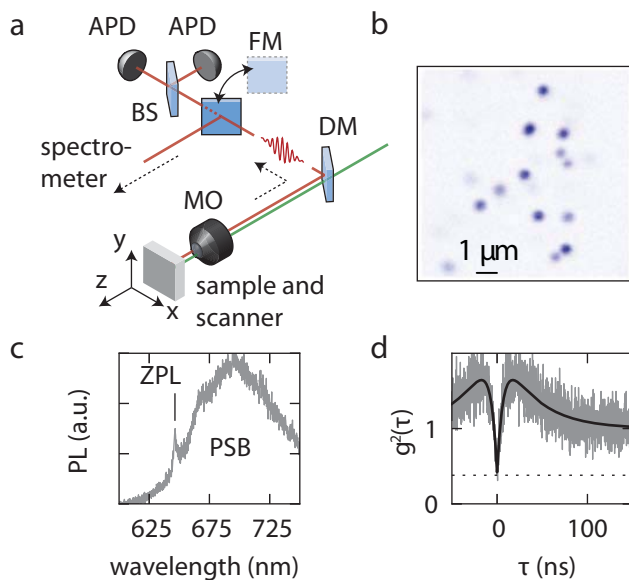 a
APD APD
FM
BS
DM
spectro-
meter
MO
y
z
x
sample and
scanner
b
1 µm
c
ZPL
PSB
PL (a.u.)
625 675 725
wavelength (nm)
d
g²(τ)
1
0
0 100
τ (ns)